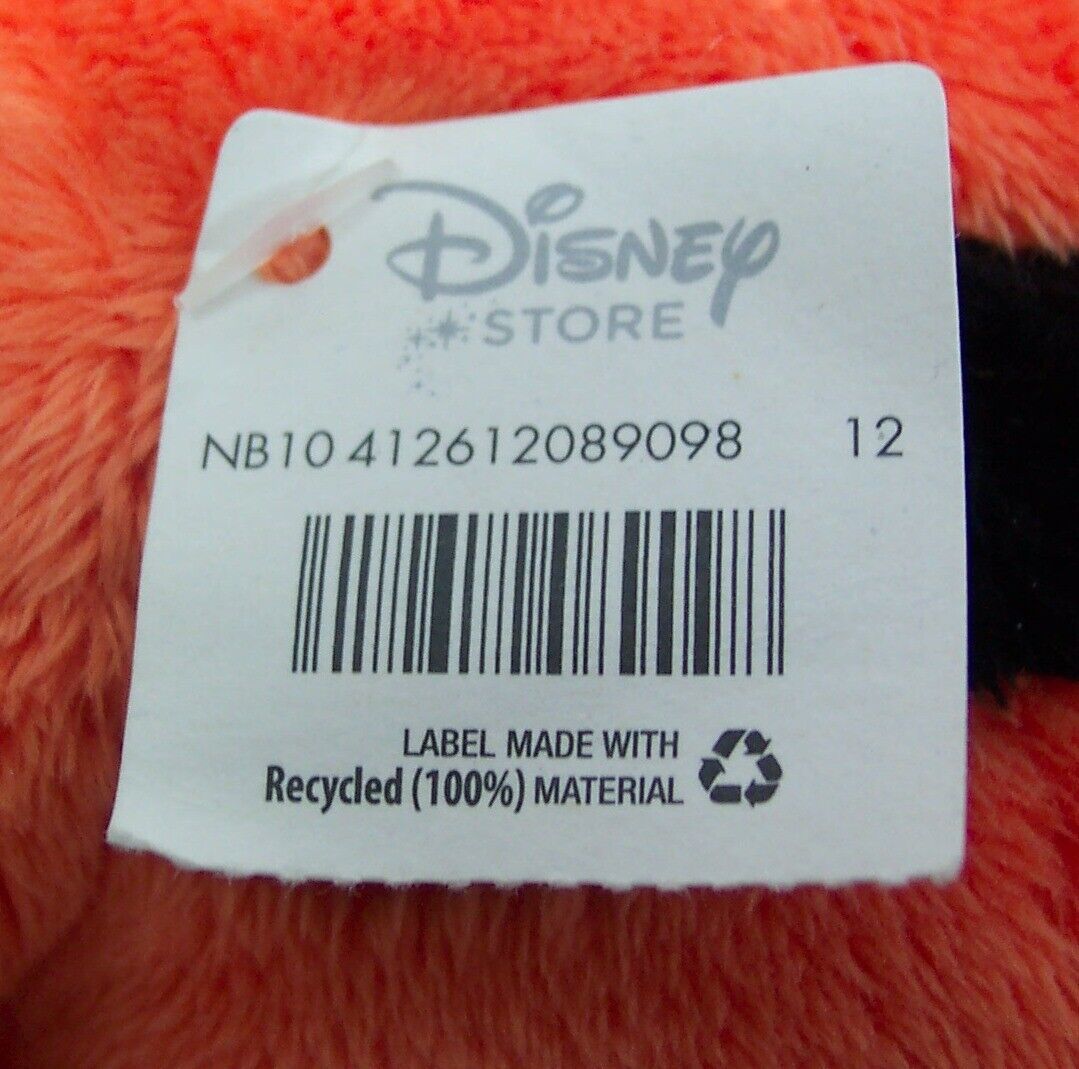 Disney
STORE
NB10 412612089098 12
LABEL MADE WITH
Recycled (100%) MATERIAL